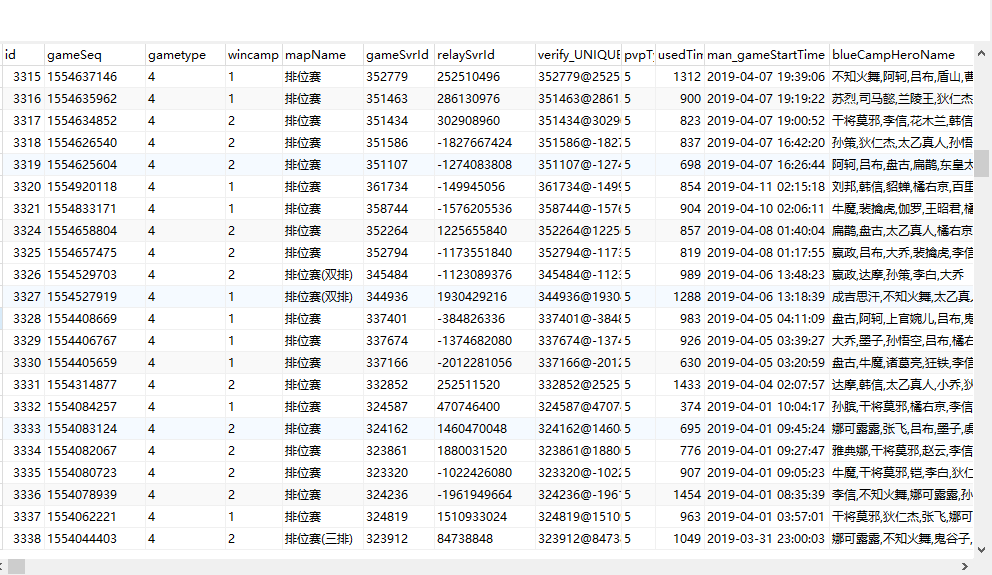 id gameSeq gametype wincamp mapName gameSvrId relaySvrId verify_UNIQUE pvpTy usedTim man_gameStartTime blueCampHeroName
3315 1554637146 4 1 排位赛 352779 252510496 352779@2525 5 1312 2019-04-07 19:39:06 不知火舞,阿轲,吕布,盾山,曹
3316 1554635962 4 1 排位赛 351463 286130976 351463@2861 5 900 2019-04-07 19:19:22 苏烈,司马懿,兰陵王,狄仁杰
3317 1554634852 4 2 排位赛 351434 302908960 351434@3029 5 823 2019-04-07 19:00:52 干将莫邪,李信,花木兰,韩信
3318 1554626540 4 2 排位赛 351586 -1827667424 351586@-182 5 837 2019-04-07 16:42:20 孙策,狄仁杰,太乙真人,孙悟
3319 1554625604 4 2 排位赛 351107 -1274083808 351107@-127 5 698 2019-04-07 16:26:44 阿轲,吕布,盘古,扁鹊,东皇太
3320 1554920118 4 1 排位赛 361734 -149945056 361734@-149 5 854 2019-04-11 02:15:18 刘邦,韩信,貂蝉,橘右京,百里
3321 1554833171 4 1 排位赛 358744 -1576205536 358744@-157 5 904 2019-04-10 02:06:11 牛魔,裴擒虎,伽罗,王昭君,橘
3324 1554658804 4 2 排位赛 352264 1225655840 352264@1225 5 857 2019-04-08 01:40:04 扁鹊,盘古,太乙真人,橘右京
3325 1554657475 4 2 排位赛 352794 -1173551840 352794@-117 5 819 2019-04-08 01:17:55 嬴政,吕布,大乔,裴擒虎,李信
3326 1554529703 4 2 排位赛(双排) 345484 -1123089376 345484@-112 5 989 2019-04-06 13:48:23 嬴政,达摩,孙策,李白,大乔
3327 1554527919 4 1 排位赛(双排) 344936 1930429216 344936@1930 5 1288 2019-04-06 13:18:39 成吉思汗,不知火舞,太乙真
3328 1554408669 4 1 排位赛 337401 -384826336 337401@-384 5 983 2019-04-05 04:11:09 盘古,阿轲,上官婉儿,吕布,鬼
3329 1554406767 4 1 排位赛 337674 -1374682080 337674@-137 5 926 2019-04-05 03:39:27 大乔,墨子,孙悟空,吕布,橘右
3330 1554405659 4 1 排位赛 337166 -2012281056 337166@-201 5 630 2019-04-05 03:20:59 盘古,牛魔,诸葛亮,狂铁,李信
3331 1554314877 4 2 排位赛 332852 252511520 332852@2525 5 1433 2019-04-04 02:07:57 达摩,韩信,太乙真人,小乔,狄
3332 1554084257 4 1 排位赛 324587 470746400 324587@4707 5 374 2019-04-01 10:04:17 孙膑,干将莫邪,橘右京,李信
3333 1554083124 4 2 排位赛 324162 1460470048 324162@1460 5 695 2019-04-01 09:45:24 娜可露露,张飞,吕布,墨子,虞
3334 1554082067 4 2 排位赛 323861 1880031520 323861@1880 5 776 2019-04-01 09:27:47 雅典娜,干将莫邪,赵云,李信
3335 1554080723 4 2 排位赛 323320 -1022426080 323320@-102 5 907 2019-04-01 09:05:23 牛魔,干将莫邪,铠,李白,狄仁
3336 1554078939 4 2 排位赛 324236 -1961949664 324236@-196 5 1454 2019-04-01 08:35:39 李信,不知火舞,娜可露露,孙
3337 1554062221 4 1 排位赛 324819 1510933024 324819@1510 5 963 2019-04-01 03:57:01 干将莫邪,狄仁杰,张飞,娜可
3338 1554044403 4 2 排位赛(三排) 323912 84738848 323912@8473 5 1049 2019-03-31 23:00:03 娜可露露,不知火舞,鬼谷子,